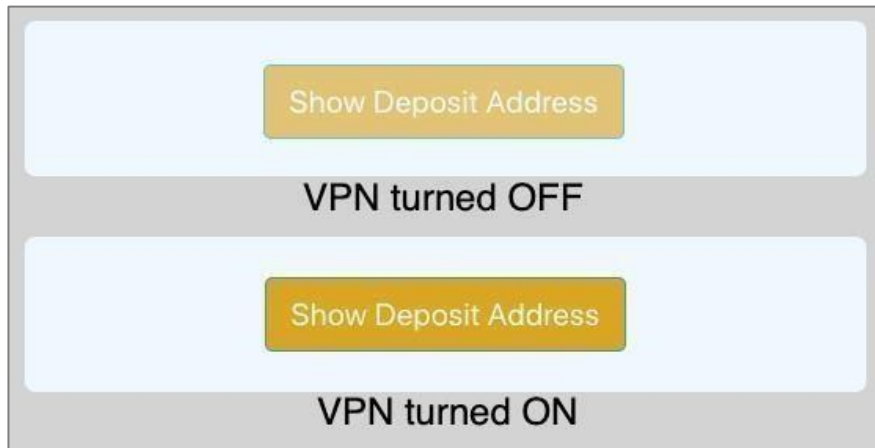 Show Deposit Address
VPN turned OFF
Show Deposit Address
VPN turned ON